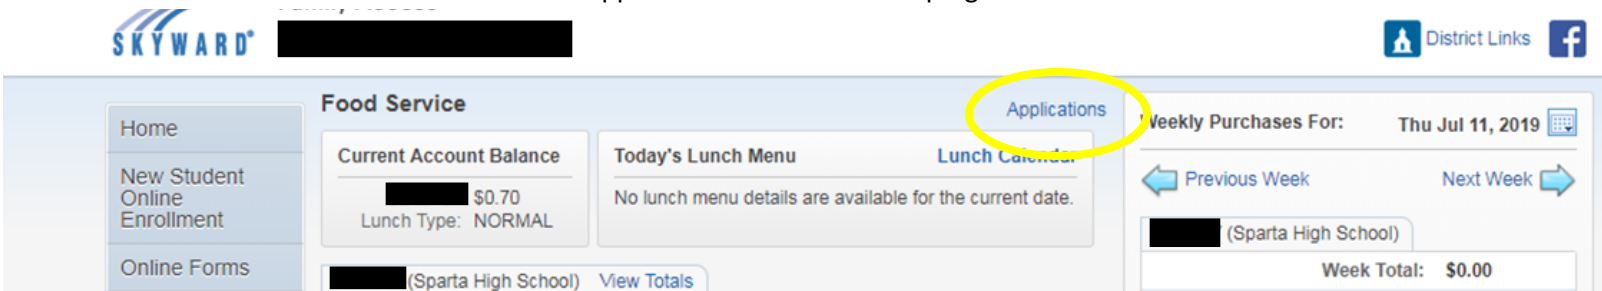 SKYWARD®
District Links
Food Service
Applications
Home
New Student
Online
Enrollment
Online Forms
Current Account Balance
$0.70
Lunch Type: NORMAL
Today's Lunch Menu
Lunch Calendar
No lunch menu details are available for the current date.
(Sparta High School) View Totals
Weekly Purchases For: Thu Jul 11, 2019
Previous Week Next Week
(Sparta High School)
Week Total: $0.00